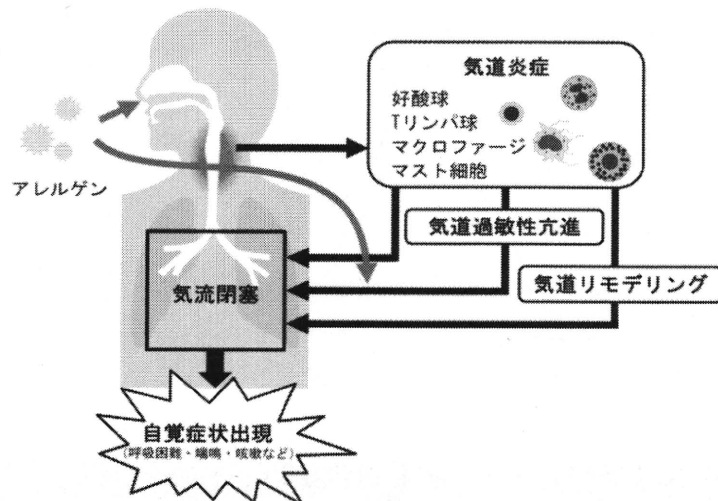 気道炎症
好酸球
Tリンパ球
マクロファージ
マスト細胞
アレルゲン
気道過敏性亢進
気道リモデリング
気流閉塞
自覚症状出現
(呼吸困難・喘鳴・咳嗽など)